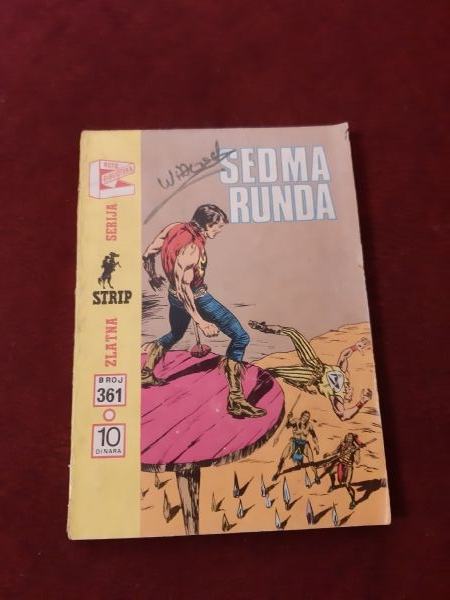 SEDMA
RUNDA
ZLATNA
STRIP
SERIJA
BROJ
361
10
DINARA